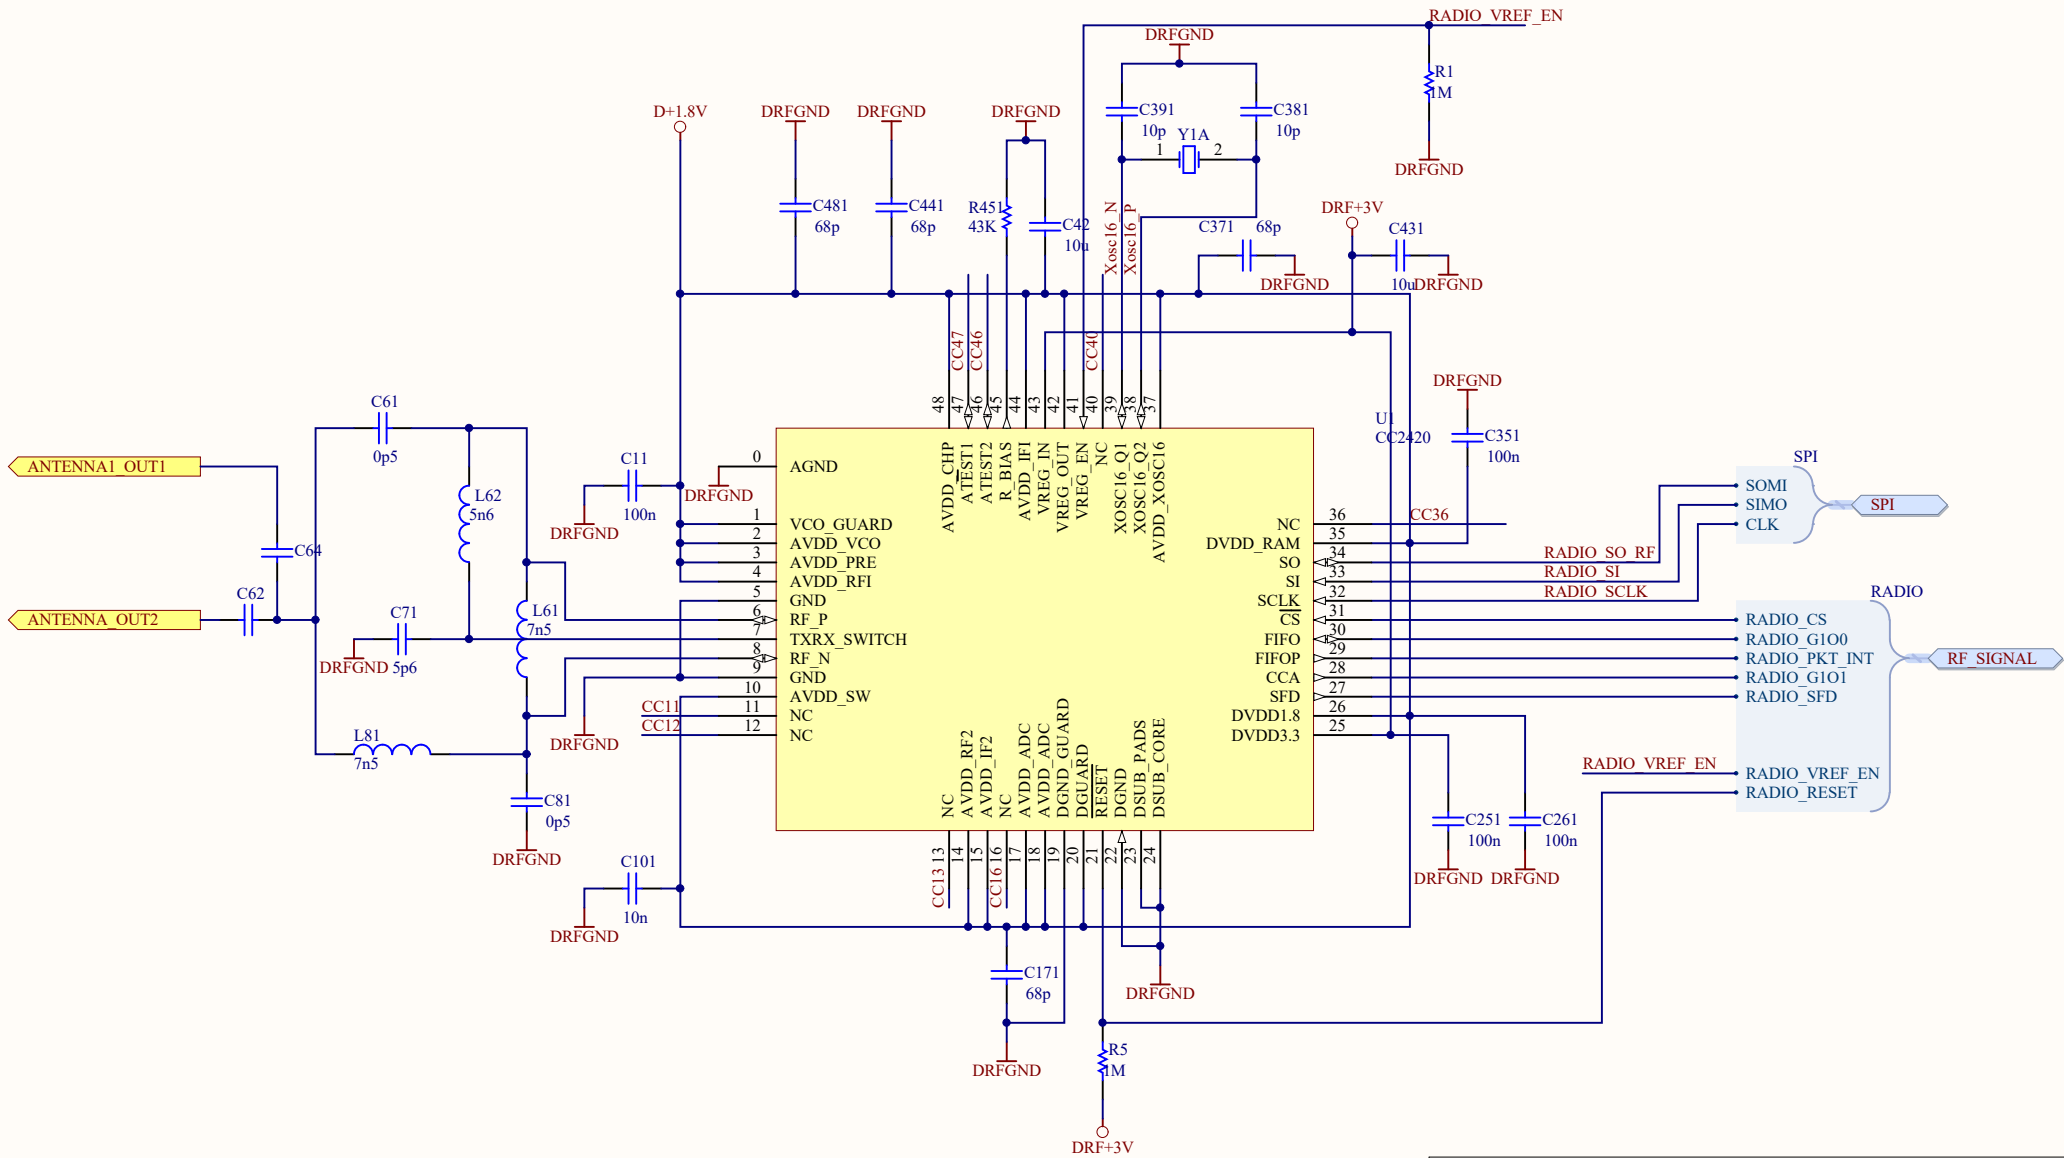 RADIO_VREF_EN
DRFGND
R1
1M
DRFGND
D+1.8V
DRFGND
DRFGND
DRFGND
C391
10p
C381
10p
Y1A
1
2
C481
68p
C441
68p
R451
43K
C42
10u
Xosc16_N
Xosc16_P
C371
68p
DRFGND
DRF+3V
C431
10u
DRFGND
CC47
CC46
CC40
48
47
46
45
44
43
42
41
40
39
38
37
AVDD_CHP
ATEST1
ATEST2
R_BIAS
AVDD_IFI
VREG_IN
VREG_OUT
VREG_EN
NC
XOSC16_Q1
XOSC16_Q2
AVDD_XOSC16
U1
CC2420
DRFGND
C351
100n
C61
0p5
ANTENNA1_OUT1
L62
5n6
C64
C62
ANTENNA_OUT2
C71
5p6
DRFGND
L61
7n5
L81
7n5
C81
0p5
DRFGND
C11
100n
DRFGND
DRFGND
0 AGND
1 VCO_GUARD
2 AVDD_VCO
3 AVDD_PRE
4 AVDD_RFI
5 GND
6 RF_P
7 TXRX_SWITCH
8 RF_N
9 GND
10 AVDD_SW
CC11 11 NC
CC12 12 NC
DRFGND
NC 36 CC36
DVDD_RAM 35
SO 34 RADIO_SO_RF
SI 33 RADIO_SI
SCLK 32 RADIO_SCLK
CS 31
FIFO 30
FIFOP 29
CCA 28
SFD 27
DVDD1.8 26
DVDD3.3 25
SPI
SOMI
SIMO
CLK
SPI
RADIO
RADIO_CS
RADIO_G1O0
RADIO_PKT_INT
RADIO_G1O1
RADIO_SFD
RADIO_VREF_EN
RADIO_VREF_EN
RADIO_RESET
RF_SIGNAL
NC
AVDD_RF2
AVDD_IF2
NC
AVDD_ADC
AVDD_ADC
DGND_GUARD
DGUARD
RESET
DGND
DSUB_PADS
DSUB_CORE
CC13 13
14
15
CC16 16
17
18
19
20
21
22
23
24
C251
100n
DRFGND
C261
100n
DRFGND
C101
10n
DRFGND
C171
68p
DRFGND
DRFGND
R5
1M
DRF+3V